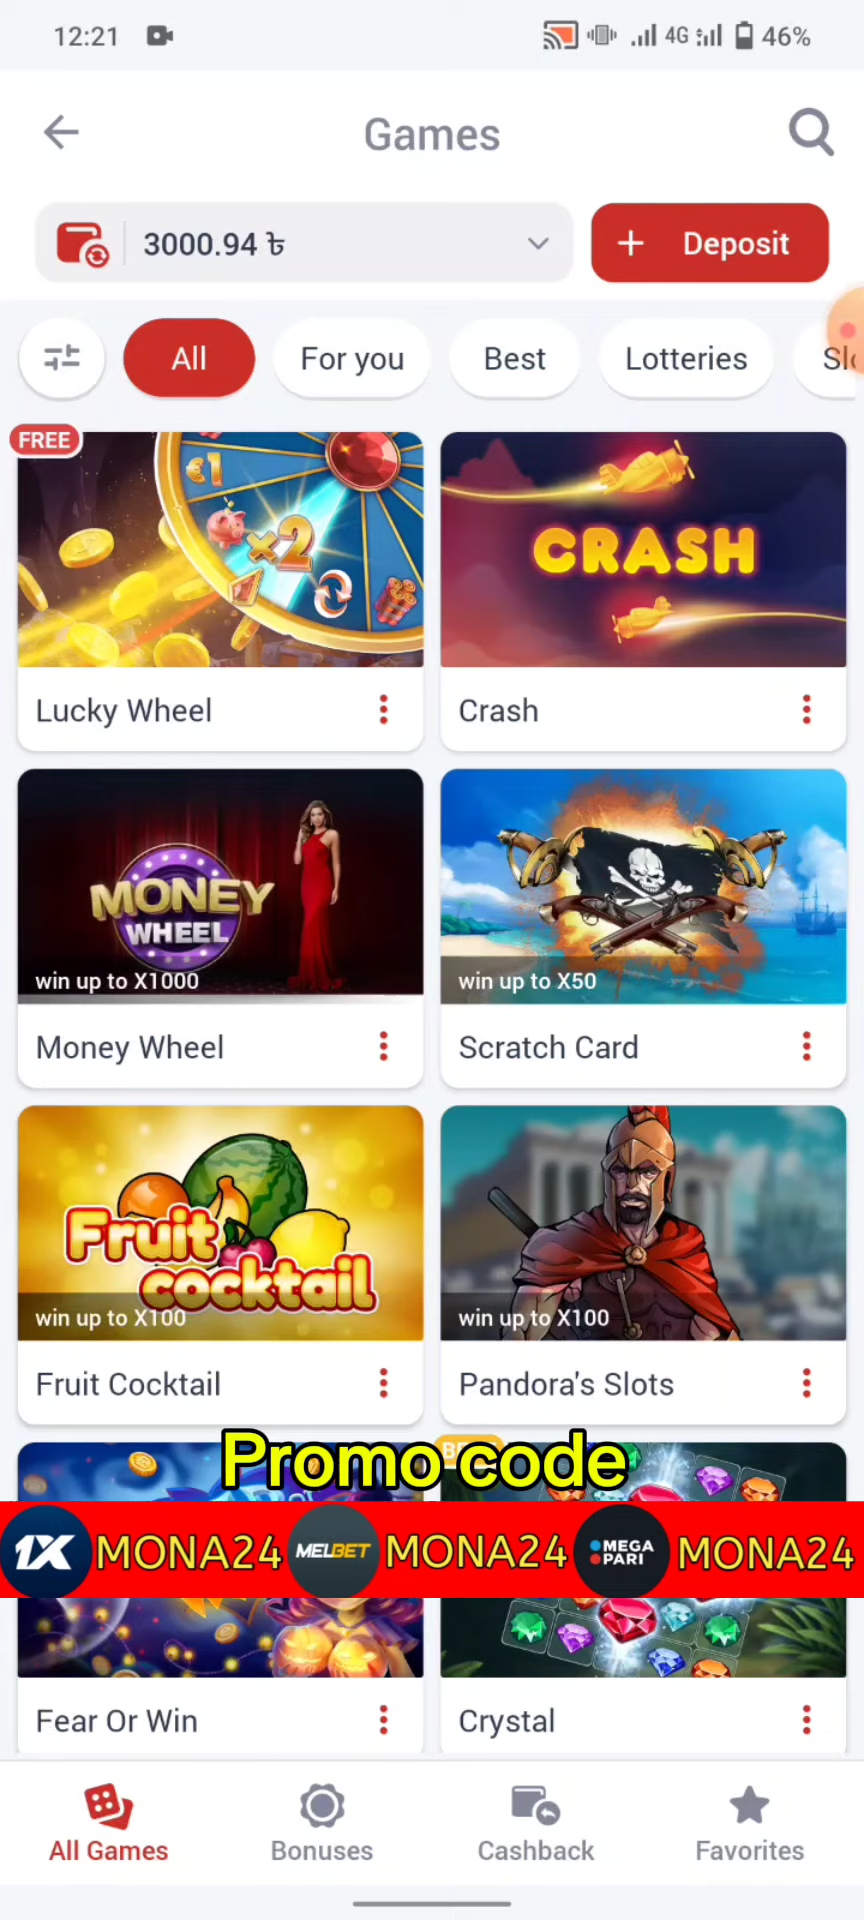 12:21
4G 46%
Games
3000.94 ৳
+ Deposit
All
For you
Best
Lotteries
FREE
€1
x2
CRASH
Lucky Wheel
Crash
MONEY
WHEEL
win up to X1000
win up to X50
Money Wheel
Scratch Card
Fruit
cocktail
win up to X100
win up to X100
Fruit Cocktail
Pandora's Slots
Promo code
1X MONA24 MELBET MONA24 MEGA PARI MONA24
Fear Or Win
Crystal
All Games
Bonuses
Cashback
Favorites